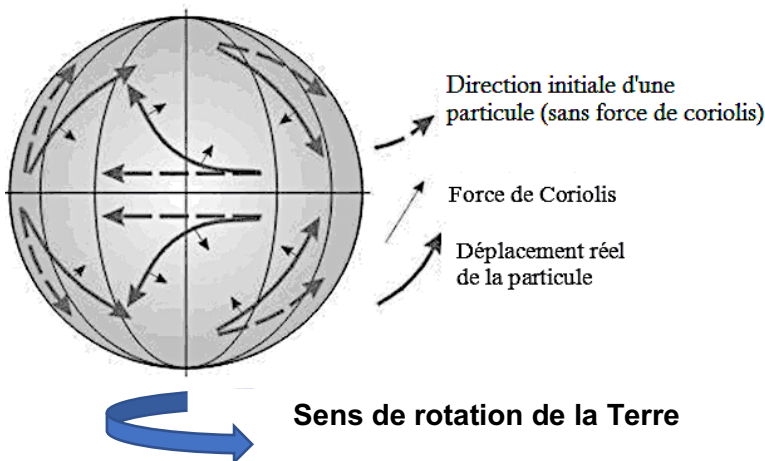 Direction initiale d'une
particule (sans force de coriolis)
Force de Coriolis
Déplacement réel
de la particule
Sens de rotation de la Terre